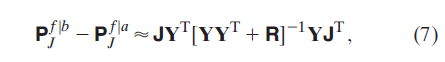 P_J^{f|b} − P_J^{f|a} ≈ JY^T[YY^T + R]^{−1}YJ^T, (7)